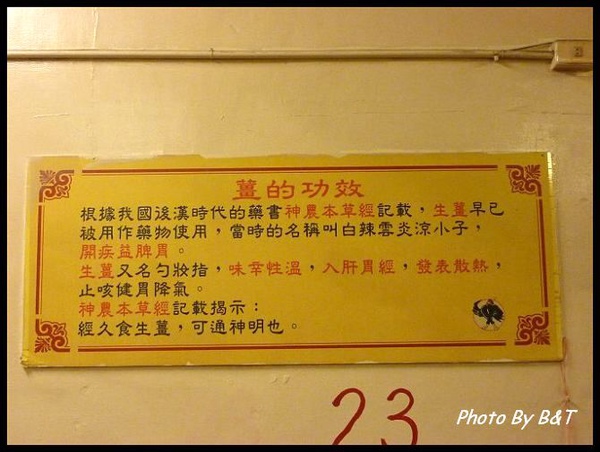 薑的功效
根據我國後漢時代的藥書神農本草經記載，生薑早已
被用作藥物使用，當時的名稱叫白辣雲炎涼小子，
開疾益脾胃。
生薑又名勺妝指，味幸性溫，入肝胃經，發表散熱，
止咳健胃降氣。
神農本草經記載揭示：
經久食生薑，可通神明也。
23
Photo By B&T